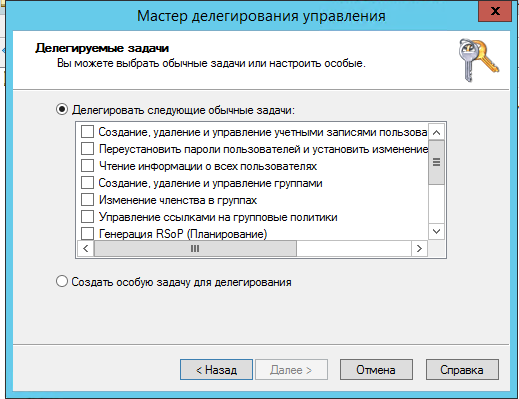 Мастер делегирования управления
x
Делегируемые задачи
Вы можете выбрать обычные задачи или настроить особые.
Делегировать следующие обычные задачи:
Создание, удаление и управление учетными записями пользова
Переустановить пароли пользователей и установить изменение
Чтение информации о всех пользователях
Создание, удаление и управление группами
Изменение членства в группах
Управление ссылками на групповые политики
Генерация RSoP (Планирование)
Создать особую задачу для делегирования
< Назад
Далее >
Отмена
Справка